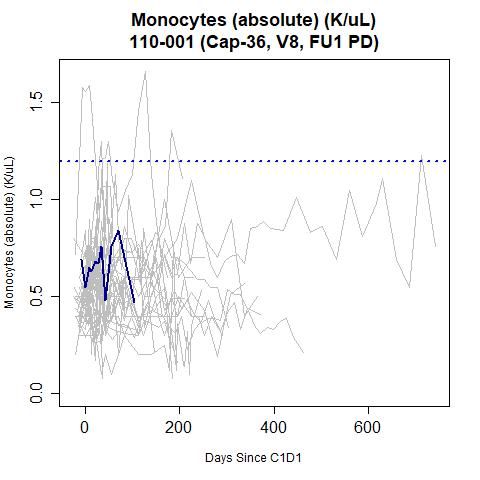 Monocytes (absolute) (K/uL)
110-001 (Cap-36, V8, FU1 PD)
Monocytes (absolute) (K/uL)
1.5
1.0
0.5
0.0
0
200
400
600
Days Since C1D1